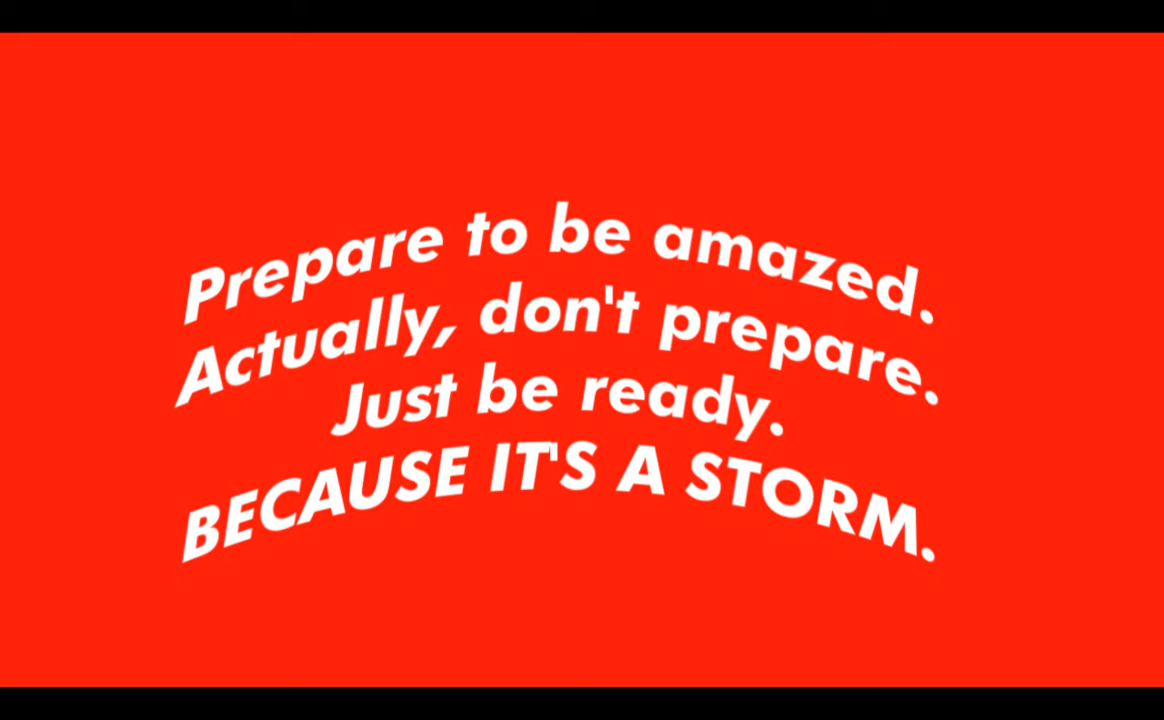 Prepare to be amazed.
Actually, don't prepare.
Just be ready.
BECAUSE IT'S A STORM.